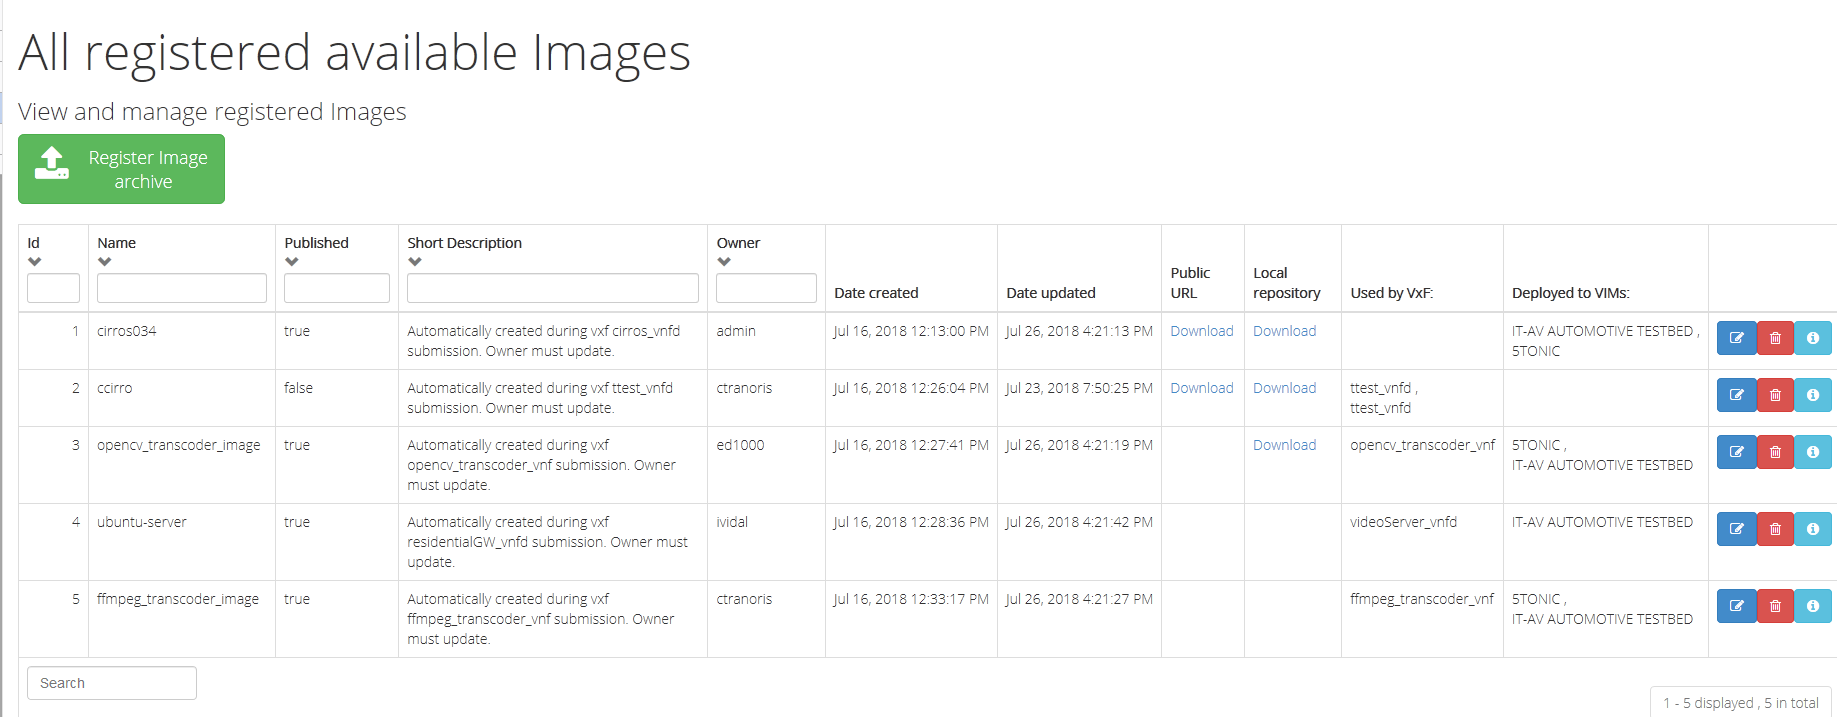 All registered available Images
View and manage registered Images
Register Image
archive
Id
Name
Published
Short Description
Owner
Date created
Date updated
Public
URL
Local
repository
Used by VxF:
Deployed to VIMs:
1
cirros034
true
Automatically created during vxf cirros_vnfd
submission. Owner must update.
admin
Jul 16, 2018 12:13:00 PM
Jul 26, 2018 4:21:13 PM
Download
Download
IT-AV AUTOMOTIVE TESTBED ,
5TONIC
2
ccirro
false
Automatically created during vxf ttest_vnfd
submission. Owner must update.
ctranoris
Jul 16, 2018 12:26:04 PM
Jul 23, 2018 7:50:25 PM
Download
Download
ttest_vnfd ,
ttest_vnfd
3
opencv_transcoder_image
true
Automatically created during vxf
opencv_transcoder_vnf submission. Owner
must update.
ed1000
Jul 16, 2018 12:27:41 PM
Jul 26, 2018 4:21:19 PM
Download
opencv_transcoder_vnf
5TONIC ,
IT-AV AUTOMOTIVE TESTBED
4
ubuntu-server
true
Automatically created during vxf
residentialGW_vnfd submission. Owner must
update.
ividal
Jul 16, 2018 12:28:36 PM
Jul 26, 2018 4:21:42 PM
videoServer_vnfd
IT-AV AUTOMOTIVE TESTBED
5
ffmpeg_transcoder_image
true
Automatically created during vxf
ffmpeg_transcoder_vnf submission. Owner
must update.
ctranoris
Jul 16, 2018 12:33:17 PM
Jul 26, 2018 4:21:27 PM
ffmpeg_transcoder_vnf
5TONIC ,
IT-AV AUTOMOTIVE TESTBED
Search
1 - 5 displayed , 5 in total